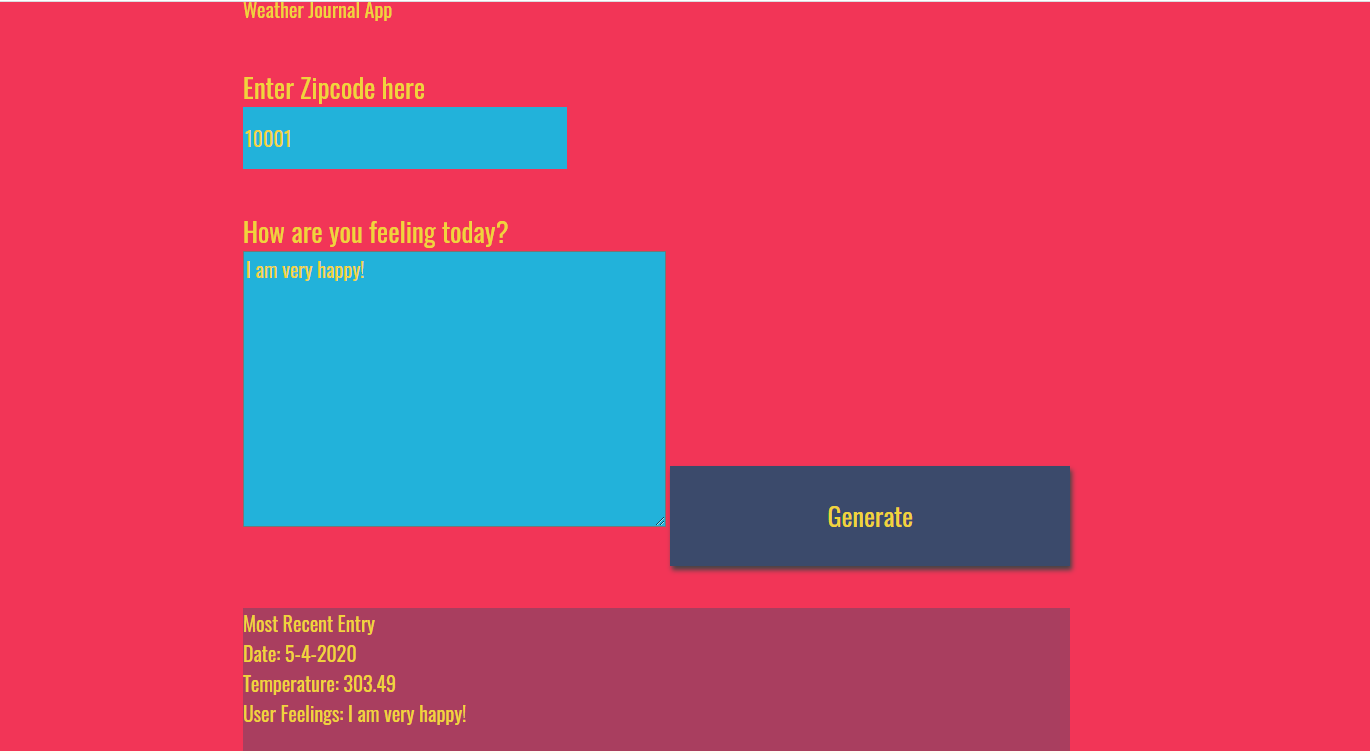 Weather Journal App
Enter Zipcode here
10001
How are you feeling today?
I am very happy!
Generate
Most Recent Entry
Date: 5-4-2020
Temperature: 303.49
User Feelings: I am very happy!